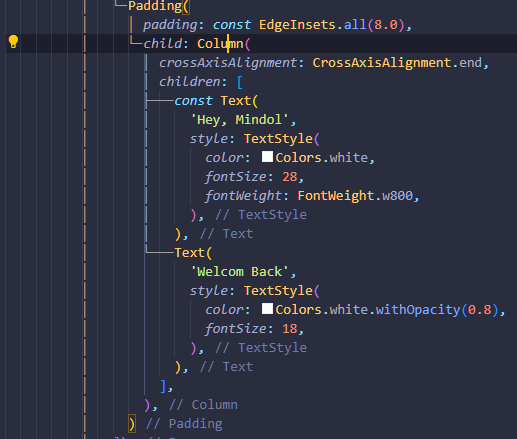 Padding(
padding: const EdgeInsets.all(8.0),
child: Column(
crossAxisAlignment: CrossAxisAlignment.end,
children: [
const Text(
'Hey, Mindol',
style: TextStyle(
color: Colors.white,
fontSize: 28,
fontWeight: FontWeight.w800,
), // TextStyle
), // Text
Text(
'Welcom Back',
style: TextStyle(
color: Colors.white.withOpacity(0.8),
fontSize: 18,
), // TextStyle
), // Text
],
), // Column
) // Padding